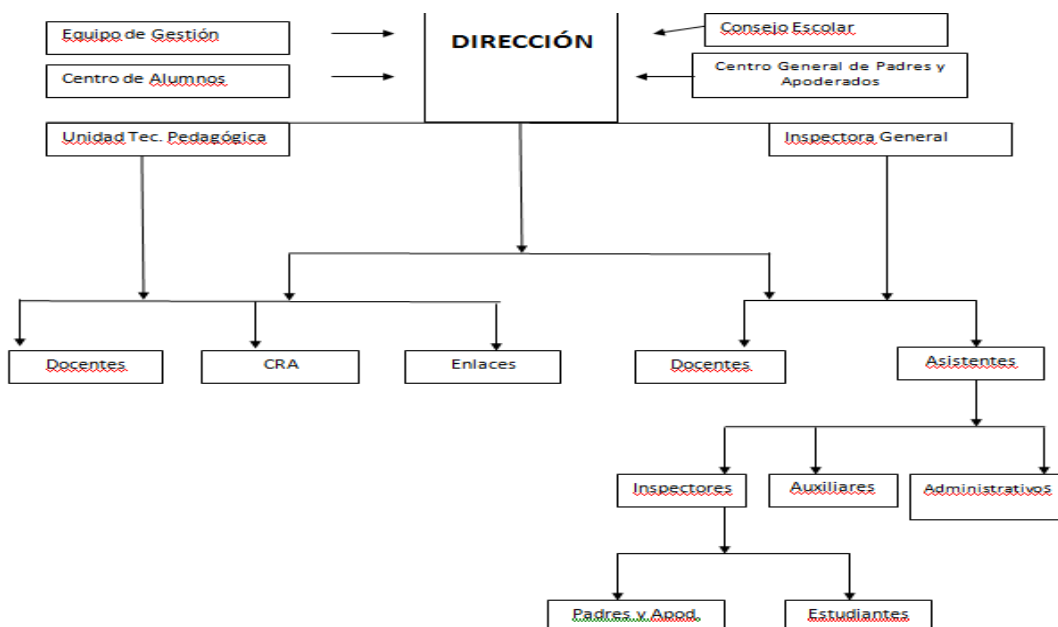 Equipo de Gestión
DIRECCIÓN
Consejo Escolar
Centro de Alumnos
Centro General de Padres y
Apoderados
Unidad Tec. Pedagógica
Inspectora General
Docentes
CRA
Enlaces
Docentes
Asistentes
Inspectores
Auxiliares
Administrativos
Padres y Apod.
Estudiantes